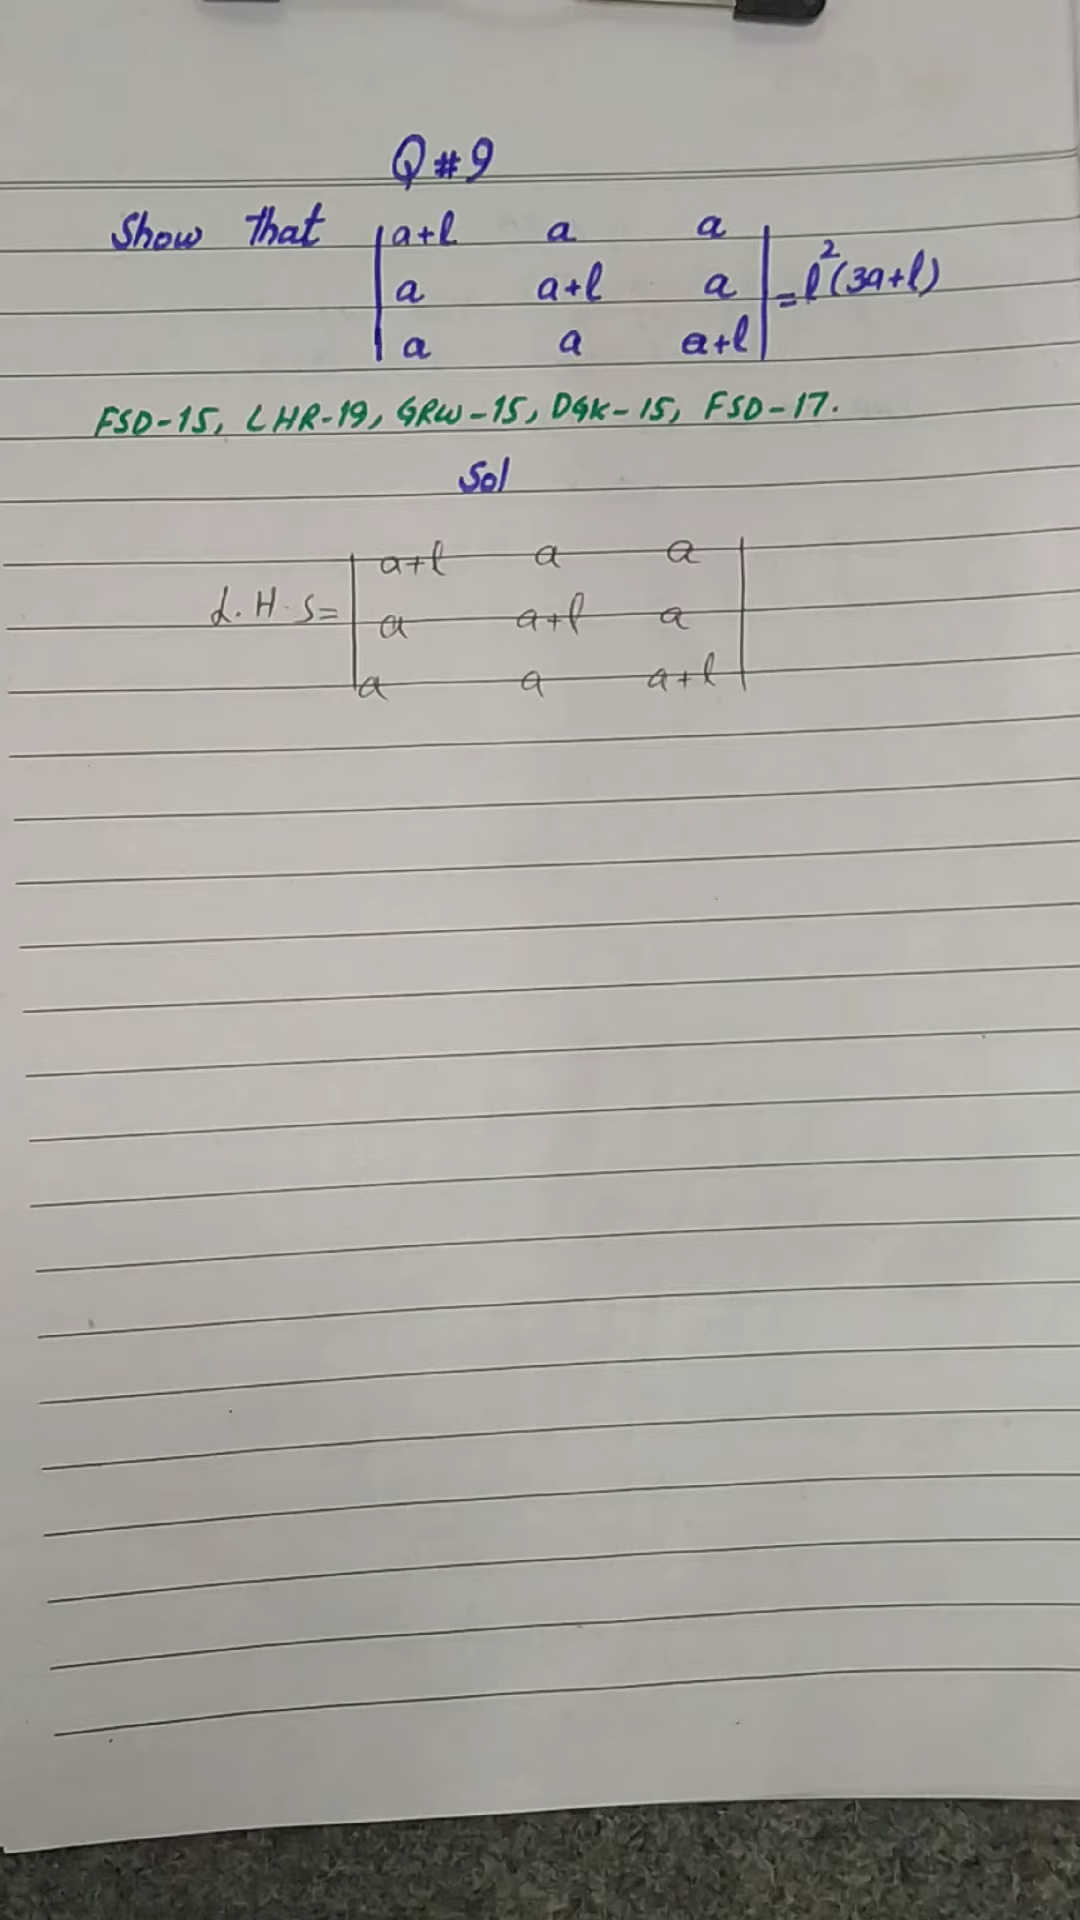 Q#9
Show that |a+l a a|
|a a+l a| = l²(3a+l)
|a a a+l|
FSD-15, LHR-19, GRW-15, DGK-15, FSD-17.
Sol
|a+l a a|
L.H.S= |a a+l a|
|a a a+l|